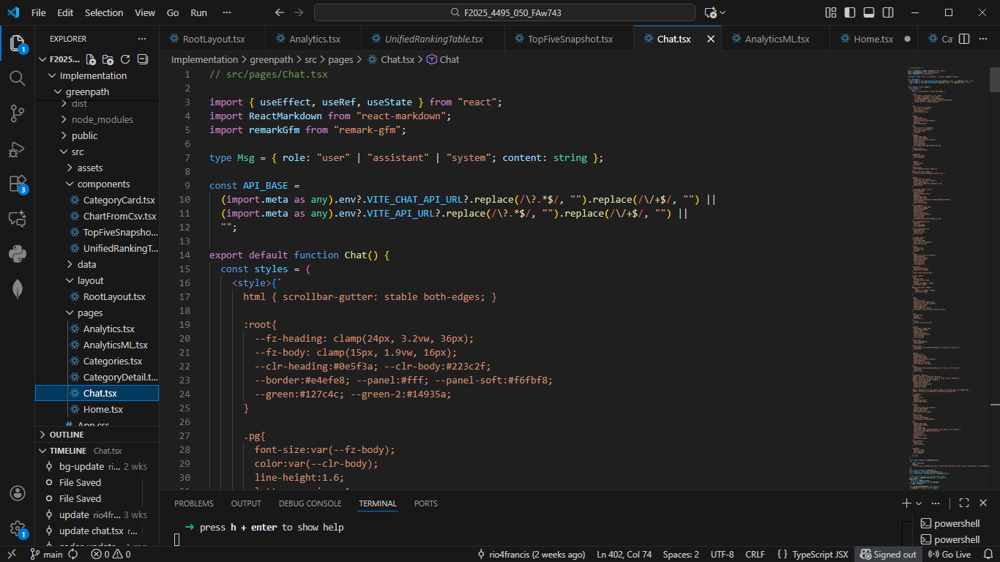 File Edit Selection View Go Run ···
F2025_4495_050_FAw743
EXPLORER ···
RootLayout.tsx
Analytics.tsx
UnifiedRankingTable.tsx
TopFiveSnapshot.tsx
Chat.tsx
AnalyticsML.tsx
Home.tsx
Ca
···
F2025...
Implementation
greenpath
dist
node_modules
public
src
assets
components
CategoryCard.tsx
ChartFromCsv.tsx
TopFiveSnapsho...
UnifiedRankingT...
data
layout
RootLayout.tsx
pages
Analytics.tsx
AnalyticsML.tsx
Categories.tsx
CategoryDetail.t...
Chat.tsx
Home.tsx
# App.css
OUTLINE
TIMELINE Chat.tsx
bg-update ri... 2 wks
File Saved
File Saved
update rio4fr... 3 wks
update chat.tsx r...
1
3
1
Implementation > greenpath > src > pages > Chat.tsx > Chat
1 // src/pages/Chat.tsx
2
3 import { useEffect, useRef, useState } from "react";
4 import ReactMarkdown from "react-markdown";
5 import remarkGfm from "remark-gfm";
6
7 type Msg = { role: "user" | "assistant" | "system"; content: string };
8
9 const API_BASE =
10 (import.meta as any).env?.VITE_CHAT_API_URL?.replace(/\?.*$/, "").replace(/\/+$/, "") ||
11 (import.meta as any).env?.VITE_API_URL?.replace(/\?.*$/, "").replace(/\/+$/, "") ||
12 "";
13
14 export default function Chat() {
15 const styles = (
16 <style>{`
17 html { scrollbar-gutter: stable both-edges; }
18
19 :root{
20 --fz-heading: clamp(24px, 3.2vw, 36px);
21 --fz-body: clamp(15px, 1.9vw, 16px);
22 --clr-heading:#0e5f3a; --clr-body:#223c2f;
23 --border:#e4efe8; --panel:#fff; --panel-soft:#f6fbf8;
24 --green:#127c4c; --green-2:#14935a;
25 }
26
27 .pg{
28 font-size:var(--fz-body);
29 color:var(--clr-body);
30 line-height:1.6;
PROBLEMS OUTPUT DEBUG CONSOLE TERMINAL PORTS
➜ press h + enter to show help
powershell
powershell
main 0 0 rio4francis (2 weeks ago) Ln 402, Col 74 Spaces: 2 UTF-8 CRLF { } TypeScript JSX Signed out Go Live